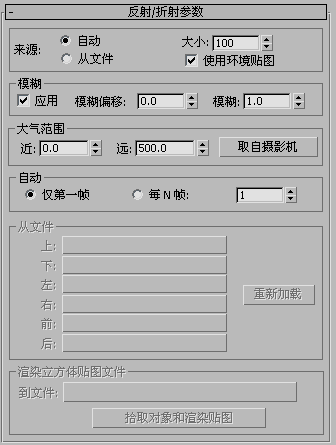 - 反射/折射参数
来源: 自动 大小: 100
从文件 使用环境贴图
模糊
应用 模糊偏移: 0.0 模糊: 1.0
大气范围
近: 0.0 远: 500.0 取自摄影机
自动
仅第一帧 每 N 帧: 1
从文件
上:
下:
左:
右: 重新加载
前:
后:
渲染立方体贴图文件
到文件:
拾取对象和渲染贴图